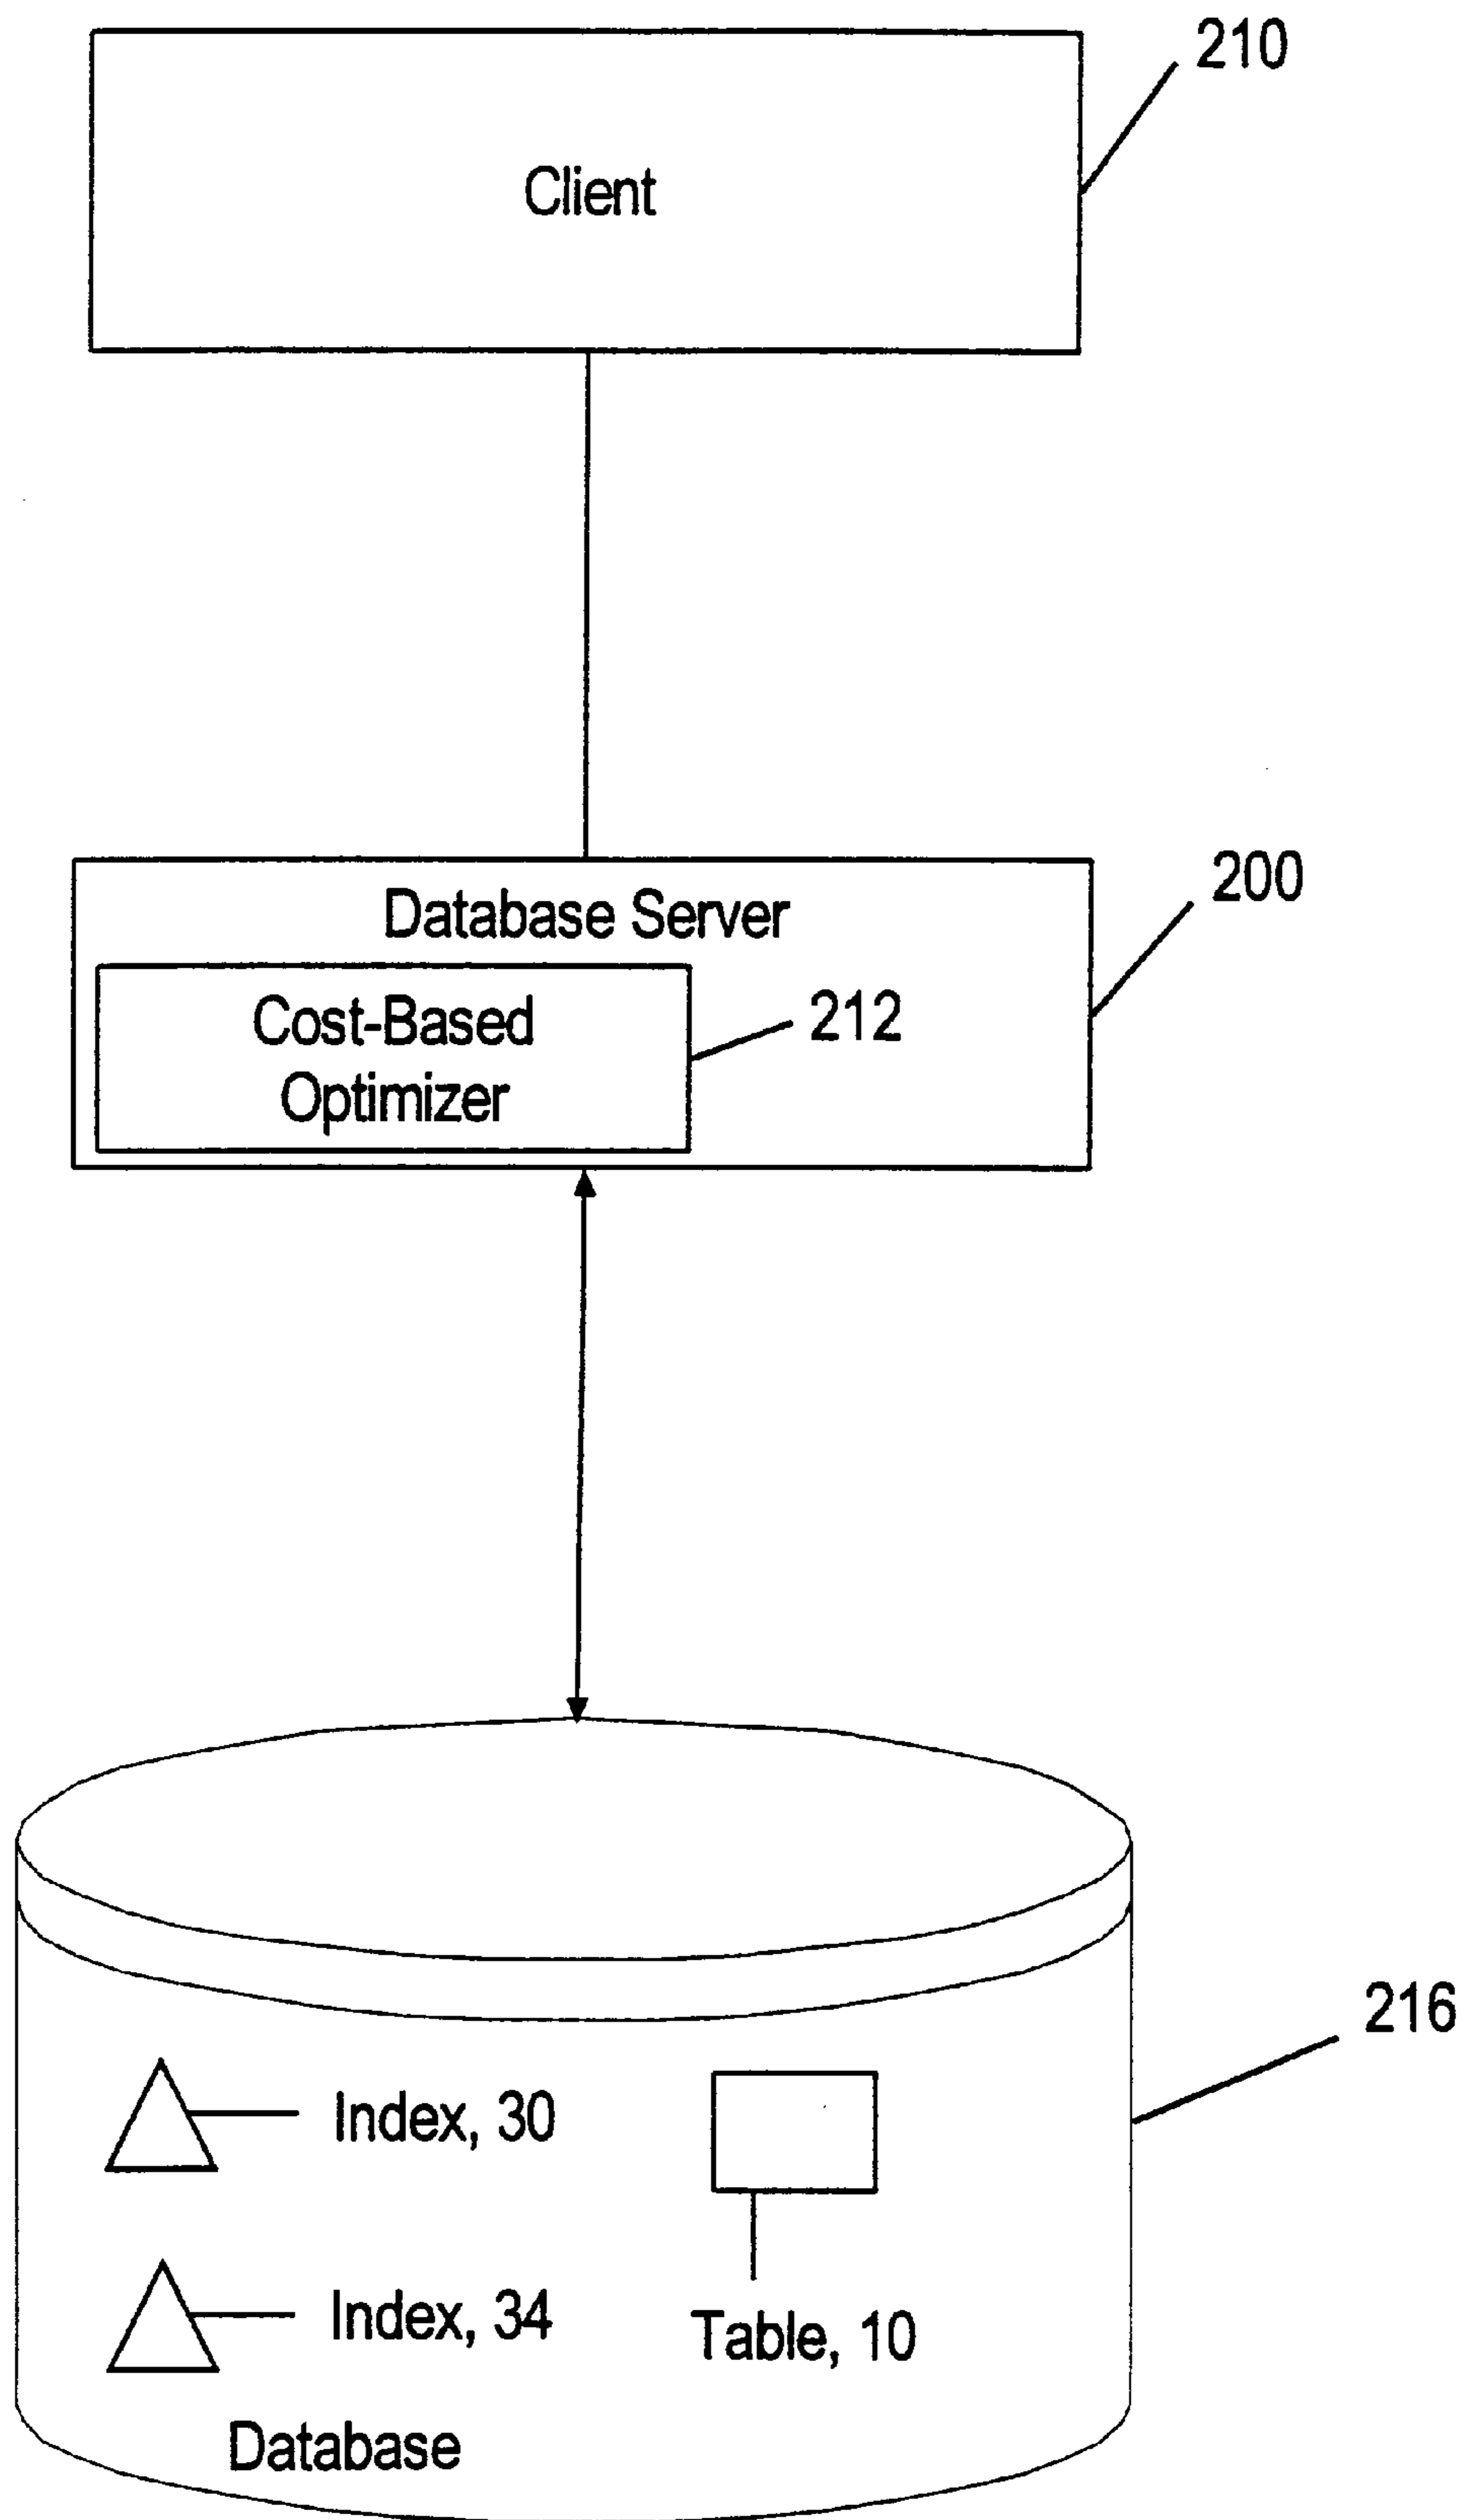 210
Client
200
Database Server
Cost-Based
Optimizer
212
216
Index, 30
Index, 34
Table, 10
Database